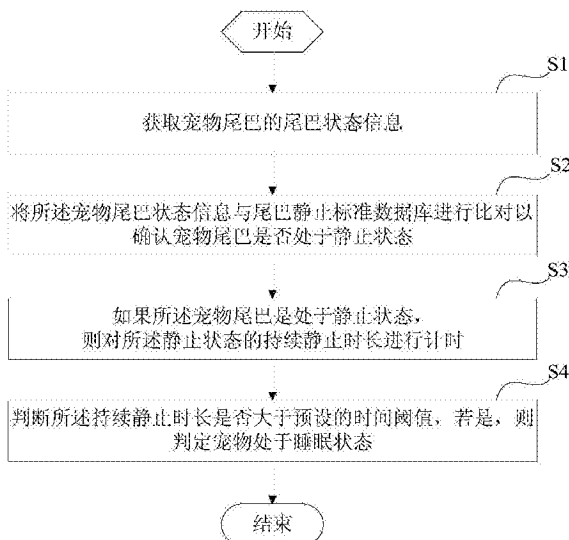 开始
S1
获取宠物尾巴的尾巴状态信息
S2
将所述宠物尾巴状态信息与尾巴静止标准数据库进行比对以
确认宠物尾巴是否处于静止状态
S3
如果所述宠物尾巴是处于静止状态，
则对所述静止状态的持续静止时长进行计时
S4
判断所述持续静止时长是否大于预设的时间阈值，若是，则
判定宠物处于睡眠状态
结束